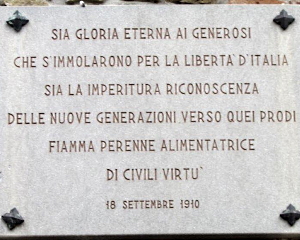 SIA GLORIA ETERNA AI GENEROSI
CHE S'IMMOLARONO PER LA LIBERTA' D'ITALIA
SIA LA IMPERITURA RICONOSCENZA
DELLE NUOVE GENERAZIONI VERSO QUEI PRODI
FIAMMA PERENNE ALIMENTATRICE
DI CIVILI VIRTU'
18 SETTEMBRE 1910